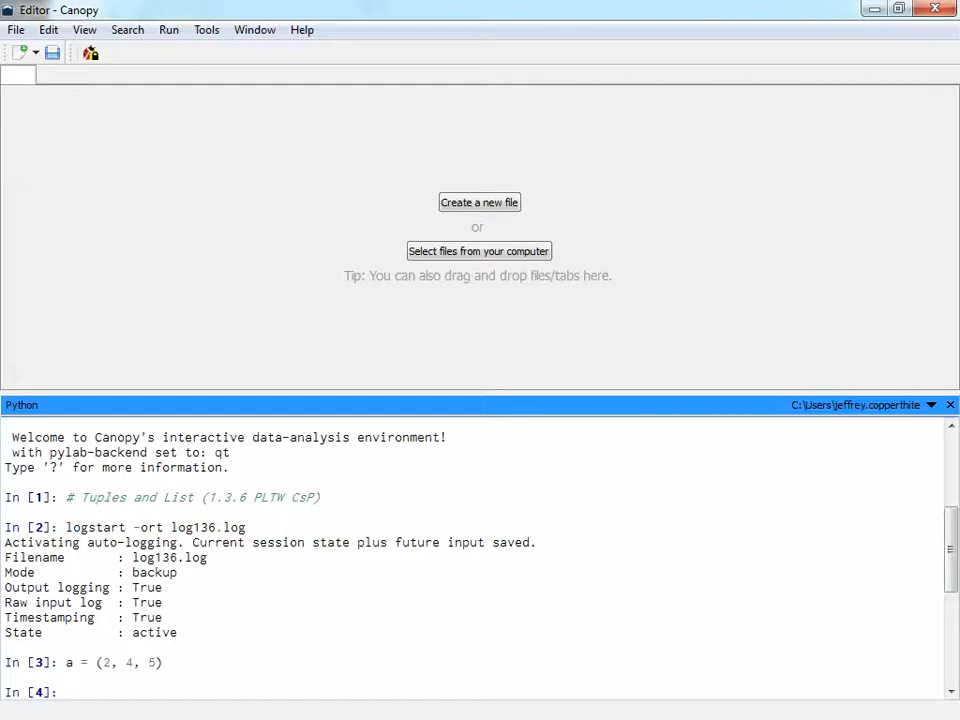 Editor - Canopy
File Edit View Search Run Tools Window Help
Create a new file
or
Select files from your computer
Tip: You can also drag and drop files/tabs here.
Python C:\Users\jeffrey.copperthite
Welcome to Canopy's interactive data-analysis environment!
with pylab-backend set to: qt
Type '?' for more information.
In [1]: # Tuples and List (1.3.6 PLTW CsP)
In [2]: logstart -ort log136.log
Activating auto-logging. Current session state plus future input saved.
Filename : log136.log
Mode : backup
Output logging : True
Raw input log : True
Timestamping : True
State : active
In [3]: a = (2, 4, 5)
In [4]: